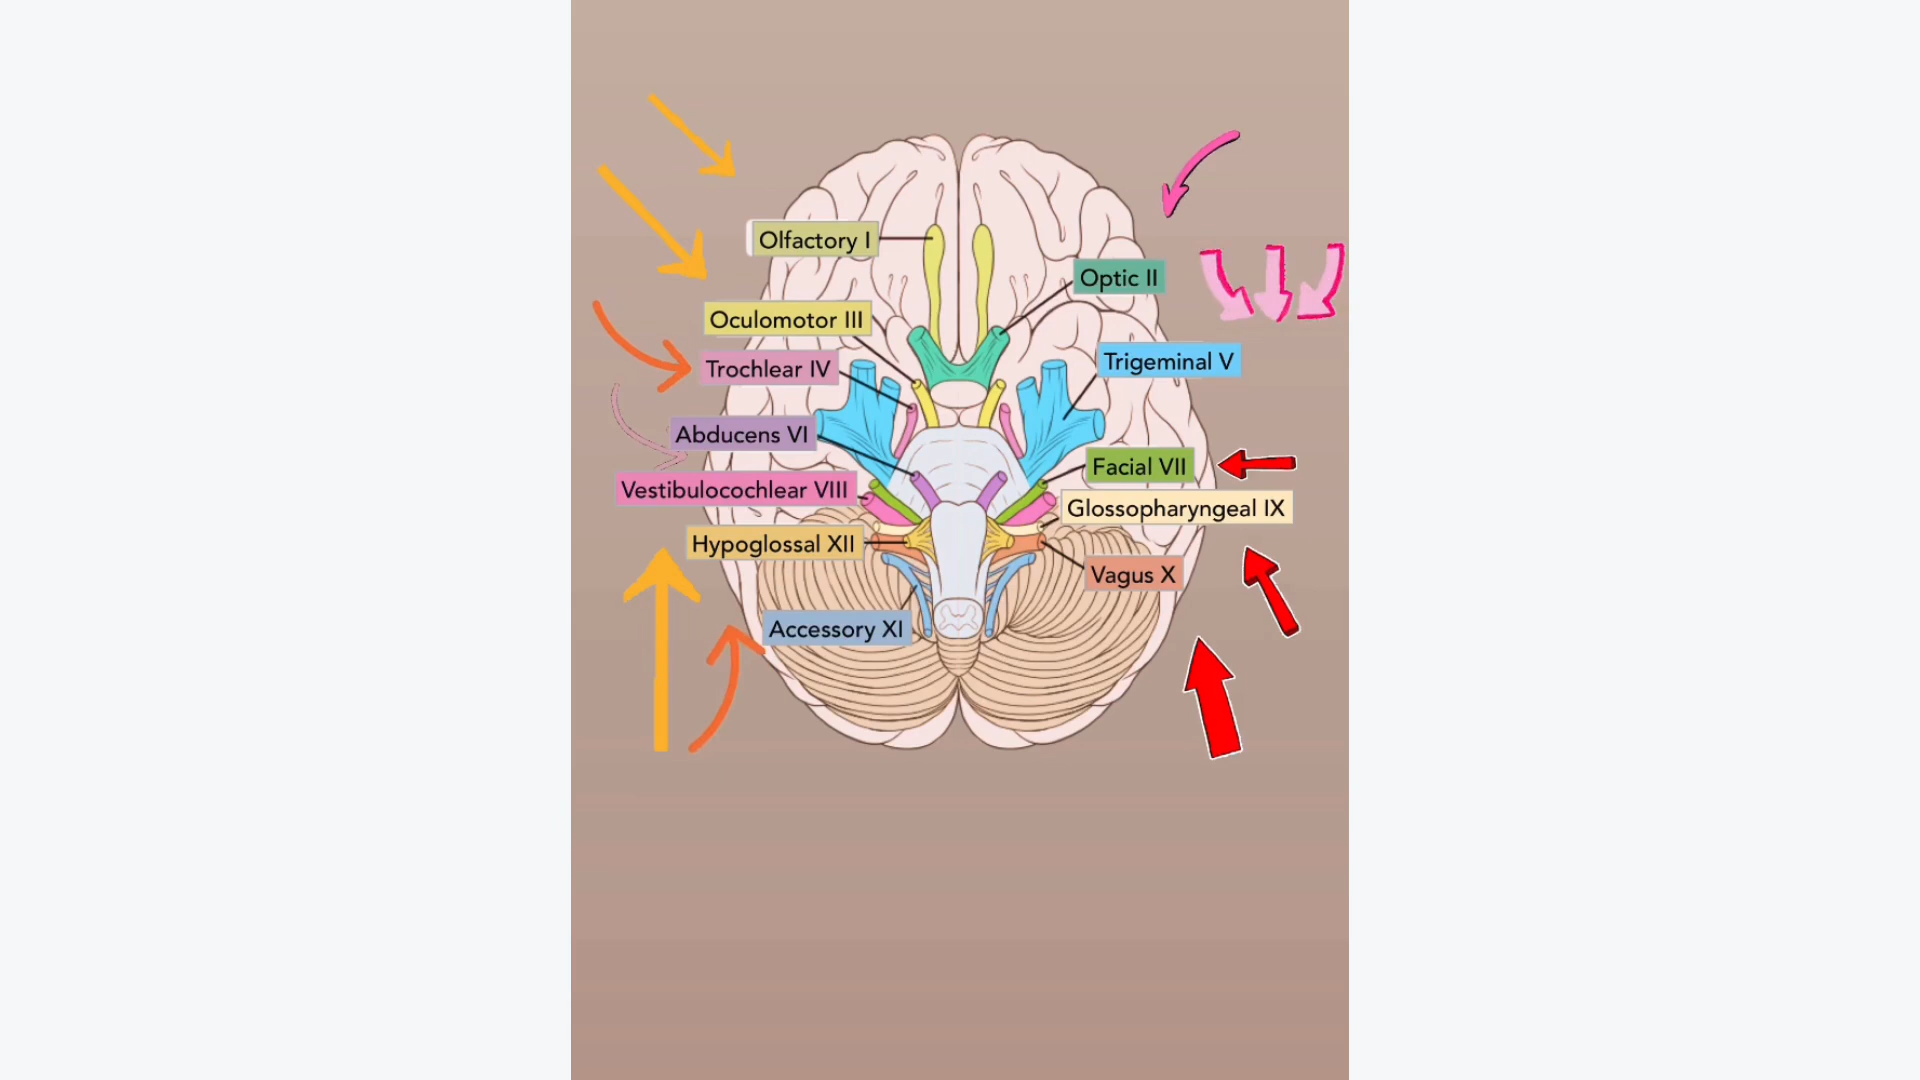 Olfactory I
Optic II
Oculomotor III
Trochlear IV
Trigeminal V
Abducens VI
Facial VII
Vestibulocochlear VIII
Glossopharyngeal IX
Hypoglossal XII
Vagus X
Accessory XI